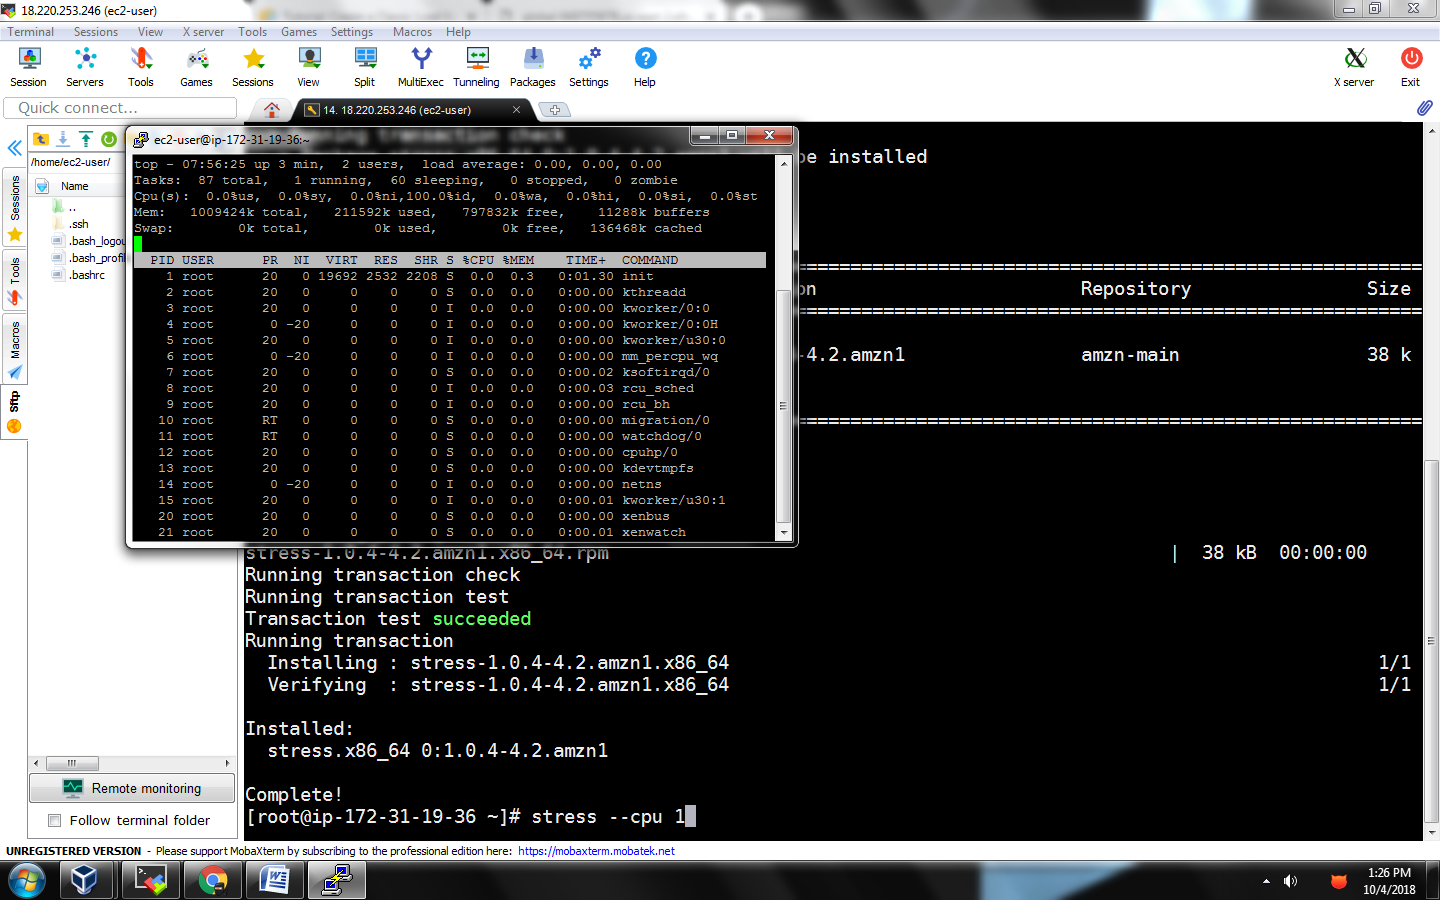 18.220.253.246 (ec2-user)
Terminal Sessions View X server Tools Games Settings Macros Help
Session Servers Tools Games Sessions View Split MultiExec Tunneling Packages Settings Help X server Exit
Quick connect...
14. 18.220.253.246 (ec2-user)
/home/ec2-user/
Name
..
.ssh
.bash_logou
.bash_profil
.bashrc
Sessions
Tools
Macros
Sftp
Remote monitoring
Follow terminal folder
ec2-user@ip-172-31-19-36:~
top - 07:56:25 up 3 min,  2 users,  load average: 0.00, 0.00, 0.00
Tasks:  87 total,   1 running,  60 sleeping,   0 stopped,   0 zombie
Cpu(s):  0.0%us,  0.0%sy,  0.0%ni,100.0%id,  0.0%wa,  0.0%hi,  0.0%si,  0.0%st
Mem:   1009424k total,   211592k used,   797832k free,    11288k buffers
Swap:        0k total,        0k used,        0k free,   136468k cached
PID USER      PR  NI  VIRT  RES  SHR S %CPU %MEM    TIME+  COMMAND
1 root      20   0 19692 2532 2208 S  0.0  0.3   0:01.30 init
2 root      20   0     0    0    0 S  0.0  0.0   0:00.00 kthreadd
3 root      20   0     0    0    0 I  0.0  0.0   0:00.00 kworker/0:0
4 root       0 -20     0    0    0 I  0.0  0.0   0:00.00 kworker/0:0H
5 root      20   0     0    0    0 I  0.0  0.0   0:00.00 kworker/u30:0
6 root       0 -20     0    0    0 I  0.0  0.0   0:00.00 mm_percpu_wq
7 root      20   0     0    0    0 S  0.0  0.0   0:00.02 ksoftirqd/0
8 root      20   0     0    0    0 I  0.0  0.0   0:00.03 rcu_sched
9 root      20   0     0    0    0 I  0.0  0.0   0:00.00 rcu_bh
10 root      RT   0     0    0    0 S  0.0  0.0   0:00.00 migration/0
11 root      RT   0     0    0    0 S  0.0  0.0   0:00.00 watchdog/0
12 root      20   0     0    0    0 S  0.0  0.0   0:00.00 cpuhp/0
13 root      20   0     0    0    0 S  0.0  0.0   0:00.00 kdevtmpfs
14 root       0 -20     0    0    0 I  0.0  0.0   0:00.00 netns
15 root      20   0     0    0    0 I  0.0  0.0   0:00.01 kworker/u30:1
20 root      20   0     0    0    0 S  0.0  0.0   0:00.00 xenbus
21 root      20   0     0    0    0 S  0.0  0.0   0:00.01 xenwatch
be installed
on Repository Size
-4.2.amzn1 amzn-main 38 k
stress-1.0.4-4.2.amzn1.x86_64.rpm | 38 kB 00:00:00
Running transaction check
Running transaction test
Transaction test succeeded
Running transaction
Installing : stress-1.0.4-4.2.amzn1.x86_64 1/1
Verifying  : stress-1.0.4-4.2.amzn1.x86_64 1/1
Installed:
stress.x86_64 0:1.0.4-4.2.amzn1
Complete!
[root@ip-172-31-19-36 ~]# stress --cpu 1
UNREGISTERED VERSION - Please support MobaXterm by subscribing to the professional edition here: https://mobaxterm.mobatek.net
1:26 PM
10/4/2018